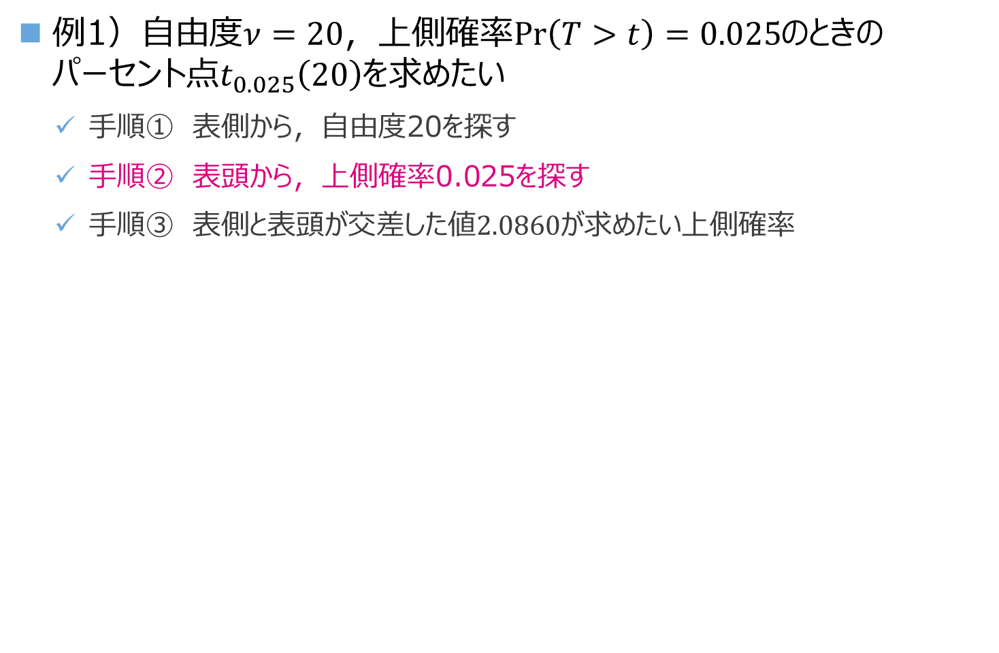 例1）自由度ν = 20，上側確率Pr(T > t) = 0.025のときの
パーセント点t₀.₀₂₅(20)を求めたい
手順①　表側から，自由度20を探す
手順②　表頭から，上側確率0.025を探す
手順③　表側と表頭が交差した値2.0860が求めたい上側確率